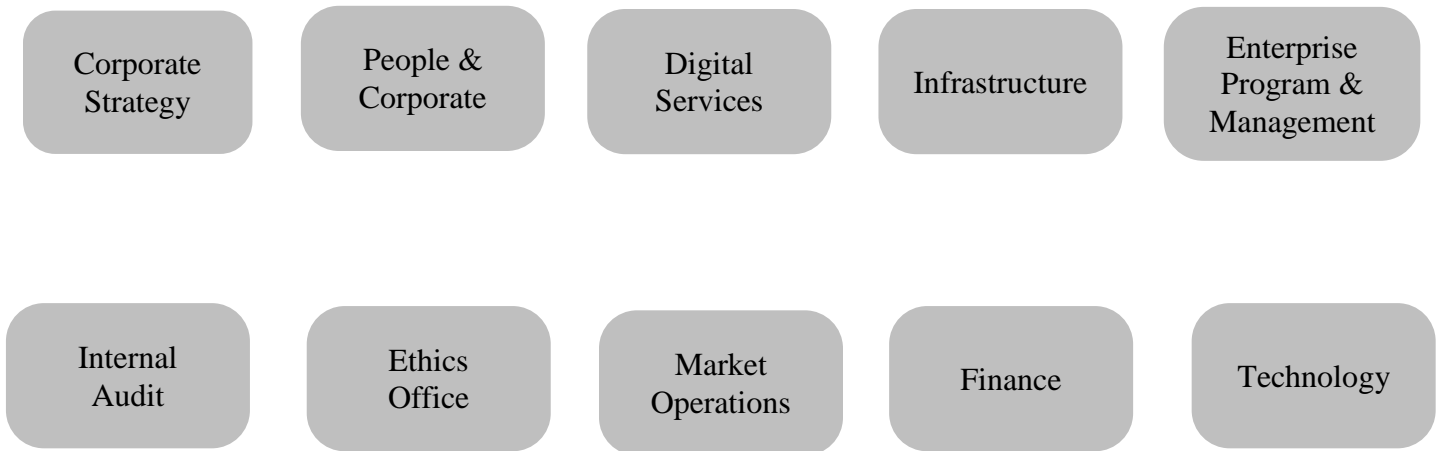 Corporate
Strategy
People &
Corporate
Digital
Services
Infrastructure
Enterprise
Program &
Management
Internal
Audit
Ethics
Office
Market
Operations
Finance
Technology